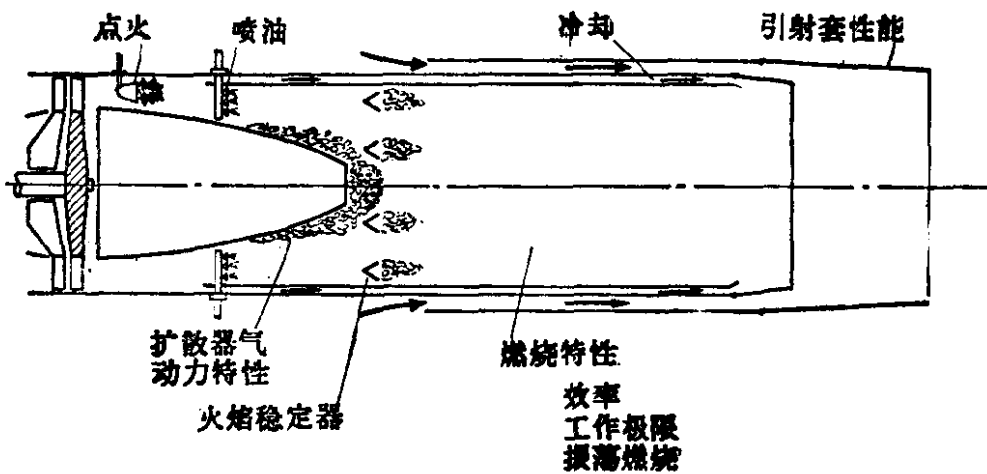 点火
喷油
冷却
引射套性能
扩散器气
动力特性
火焰稳定器
燃烧特性
效率
工作极限
振荡燃烧